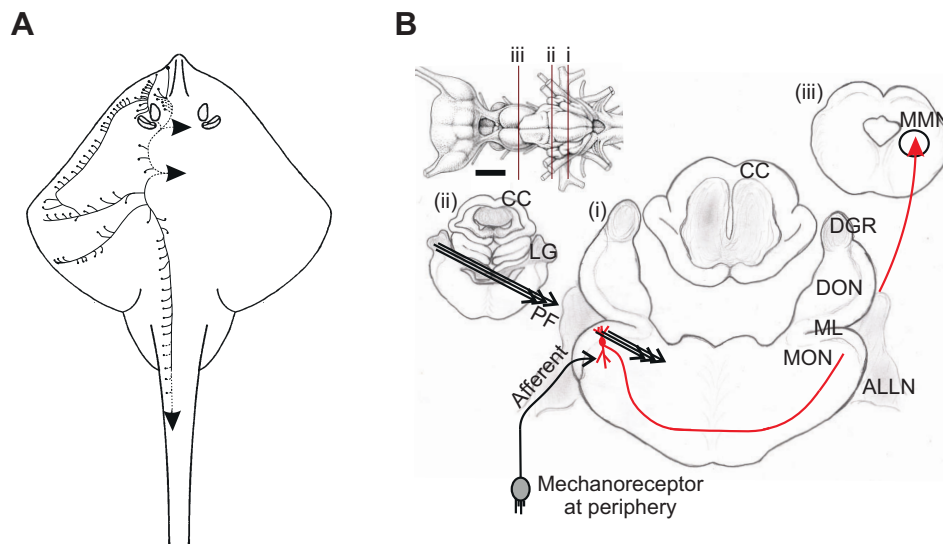 A
B
iii
ii
i
(iii)
MMN
CC
(ii)
CC
(i)
DGR
LG
DON
PF
ML
MON
Afferent
ALLN
Mechanoreceptor
at periphery